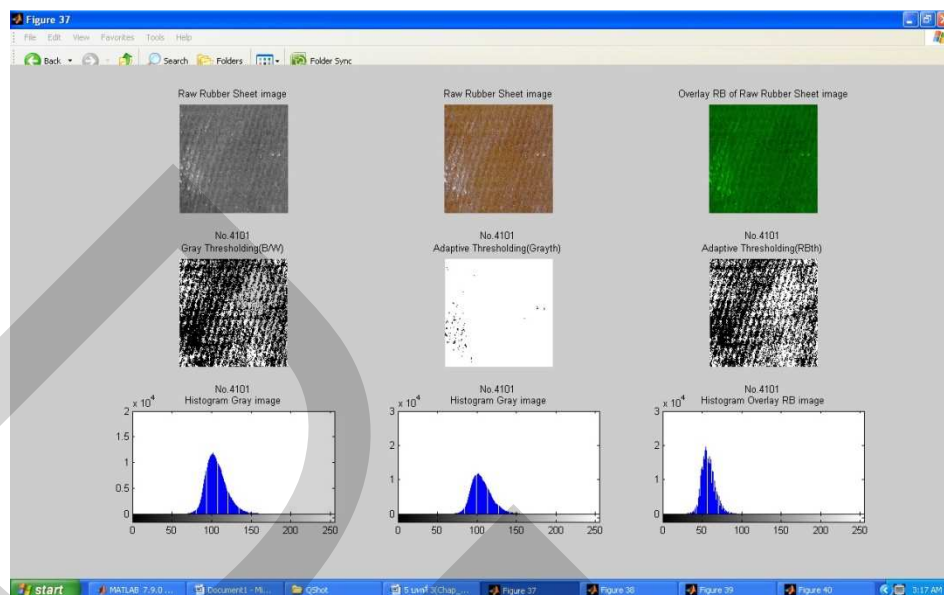 Figure 37
File Edit View Favorites Tools Help
Back Search Folders Folder Sync
Raw Rubber Sheet image Raw Rubber Sheet image Overlay RB of Raw Rubber Sheet image
No.4101 No.4101 No.4101
Gray Thresholding(B/W) Adaptive Thresholding(Grayth) Adaptive Thresholding(RBth)
No.4101 No.4101 No.4101
Histogram Gray image Histogram Gray image Histogram Overlay RB image
x 10^4 x 10^4 x 10^4
2 3 3
1.5 2 2
1 1 1
0.5
0 0 0
0 50 100 150 200 250 0 50 100 150 200 250 0 50 100 150 200 250
start MATLAB 7.9.0 ... Document1 - Mi... QShot 5 บทที่ 3(Chap_... Figure 37 Figure 38 Figure 39 Figure 40 3:17 AM